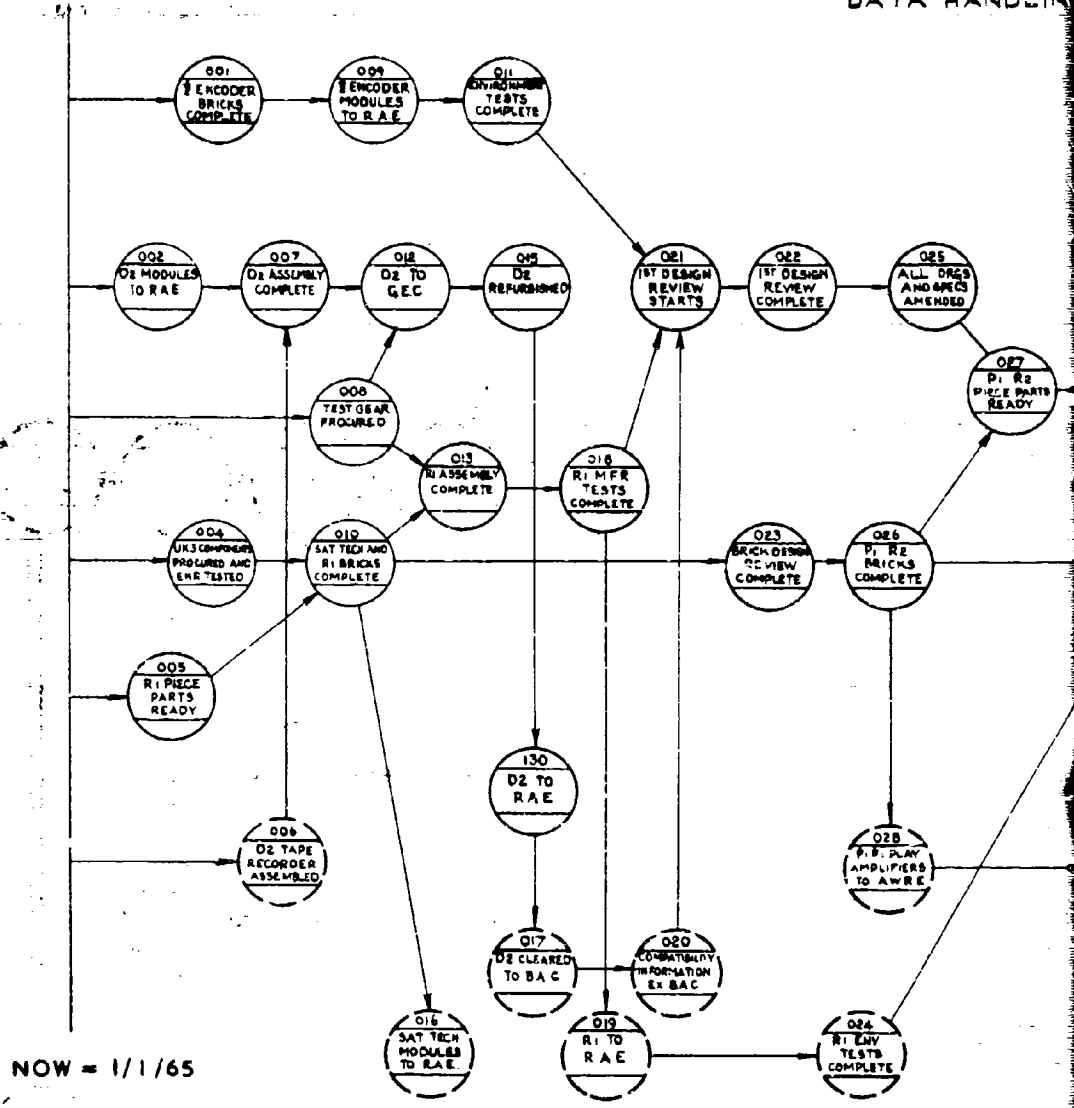 DATA HANDLIN
001
ENCODER
BRICKS
COMPLETE
009
ENCODER
MODULES
TO R.A.E
011
TESTS
COMPLETE
002
D2 MODULES
TO RAE
007
D2 ASSEMBLY
COMPLETE
012
D2 TO
G.E.C
015
D2
REFURBISHED
021
1ST DESIGN
REVIEW
STARTS
022
1ST DESIGN
REVIEW
COMPLETE
025
ALL DRGS
AND SPECS
AMENDED
027
P1 R2
PIECE PARTS
READY
008
TEST GEAR
PROCURED
013
R1 ASSEMBLY
COMPLETE
018
R1 MFR
TESTS
COMPLETE
004
UK3 COMPONENTS
PROCURED AND
TESTED
010
SAT TECH AND
R1 BRICKS
COMPLETE
023
BRICK DESIGN
REVIEW
COMPLETE
026
P1 R2
BRICKS
COMPLETE
005
R1 PIECE
PARTS
READY
130
D2 TO
RAE
006
D2 TAPE
RECORDER
ASSEMBLED
028
PLAY
AMPLIFIERS
TO AWRE
017
D2 CLEARED
TO BAC
020
COMPATIBILITY
INFORMATION
EX BAC
016
SAT TECH
MODULES
TO R.A.E.
019
R1 TO
RAE
024
R1 ENV
TESTS
COMPLETE
NOW = 1/1/65